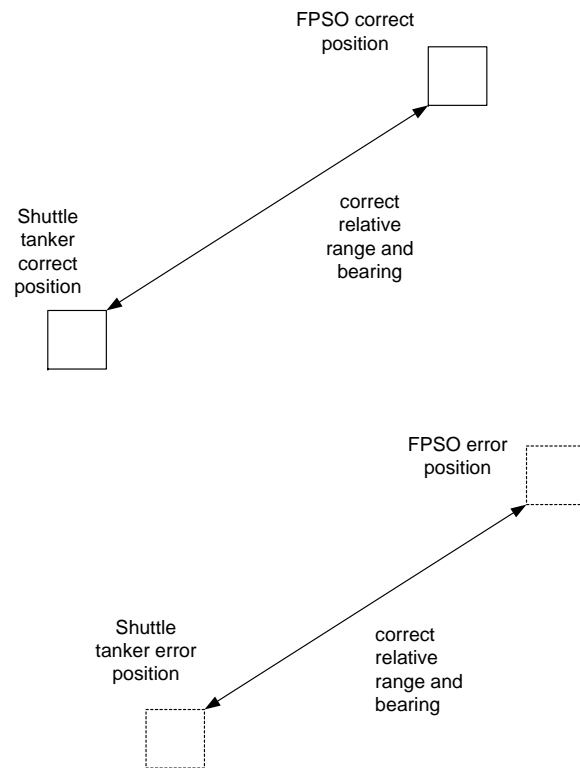 FPSO correct
position
correct
relative
range and
bearing
Shuttle
tanker
correct
position
FPSO error
position
Shuttle
tanker error
position
correct
relative
range and
bearing